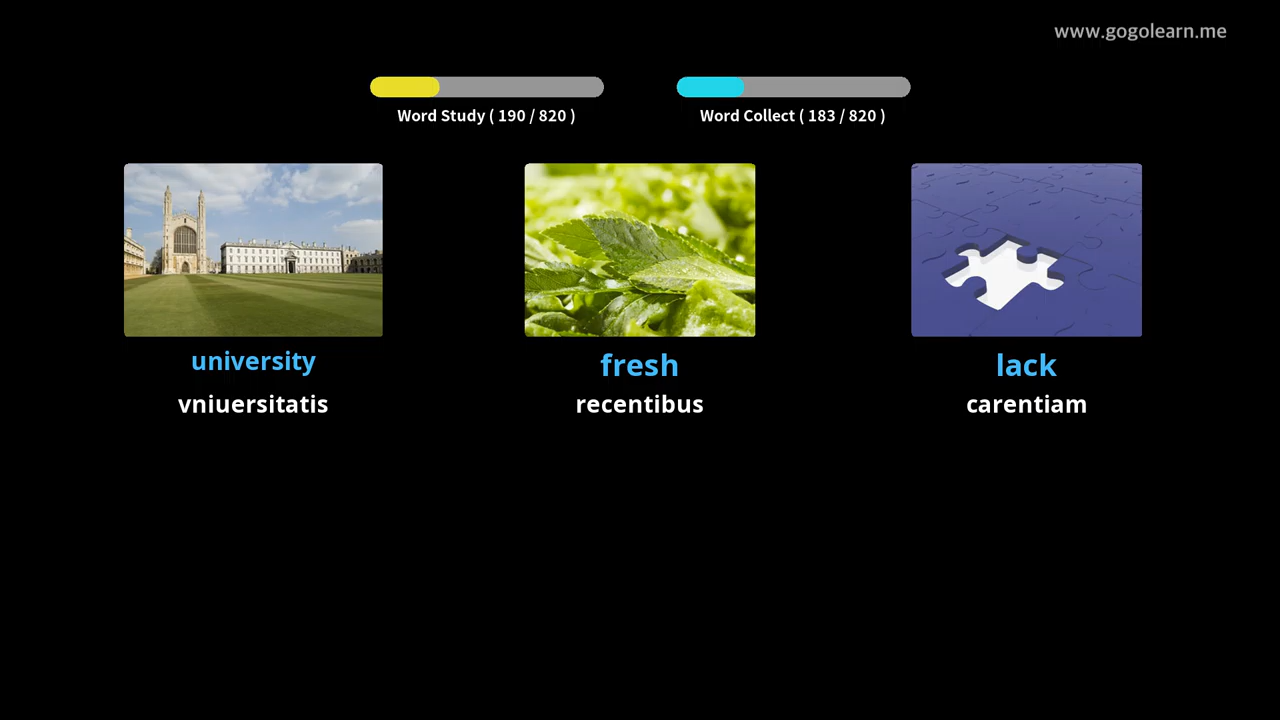 www.gogolearn.me
Word Study ( 190 / 820 )
Word Collect ( 183 / 820 )
university
fresh
lack
vniuersitatis
recentibus
carentiam